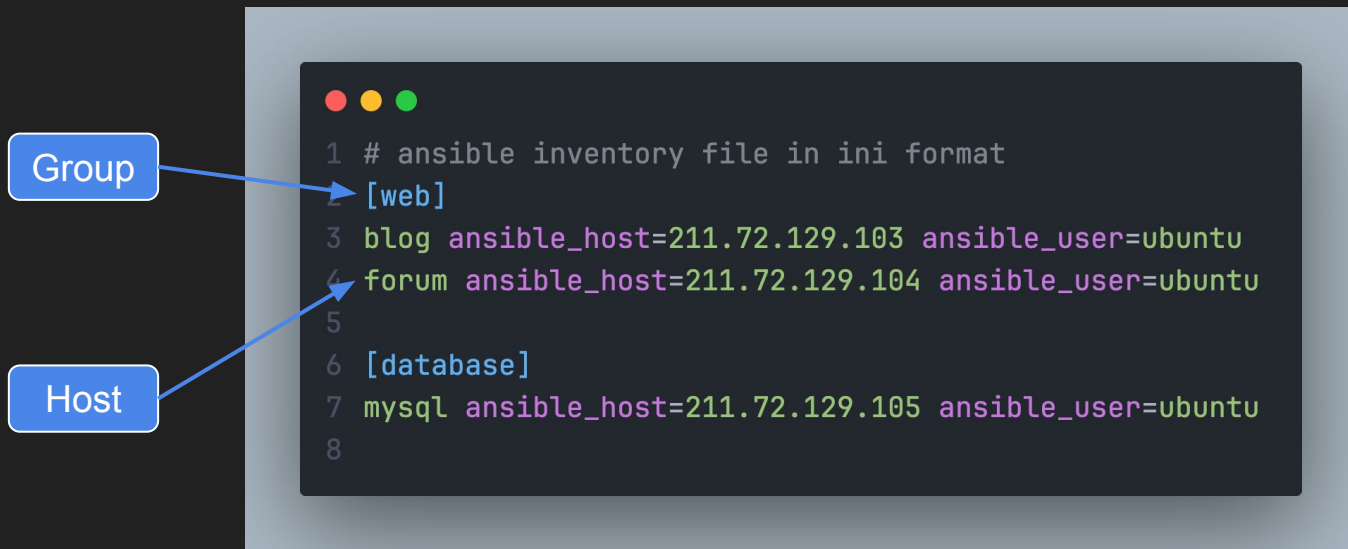 Group
Host
1 # ansible inventory file in ini format
2 [web]
3 blog ansible_host=211.72.129.103 ansible_user=ubuntu
4 forum ansible_host=211.72.129.104 ansible_user=ubuntu
5
6 [database]
7 mysql ansible_host=211.72.129.105 ansible_user=ubuntu
8